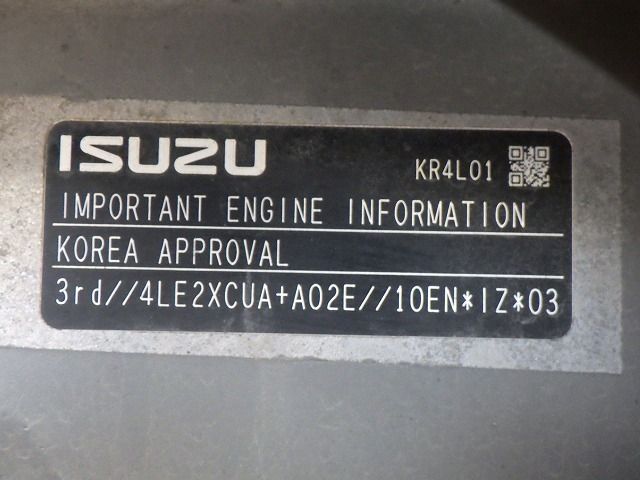 ISUZU KR4L01
IMPORTANT ENGINE INFORMATION
KOREA APPROVAL
3rd//4LE2XCUA+A02E//10EN*IZ*03